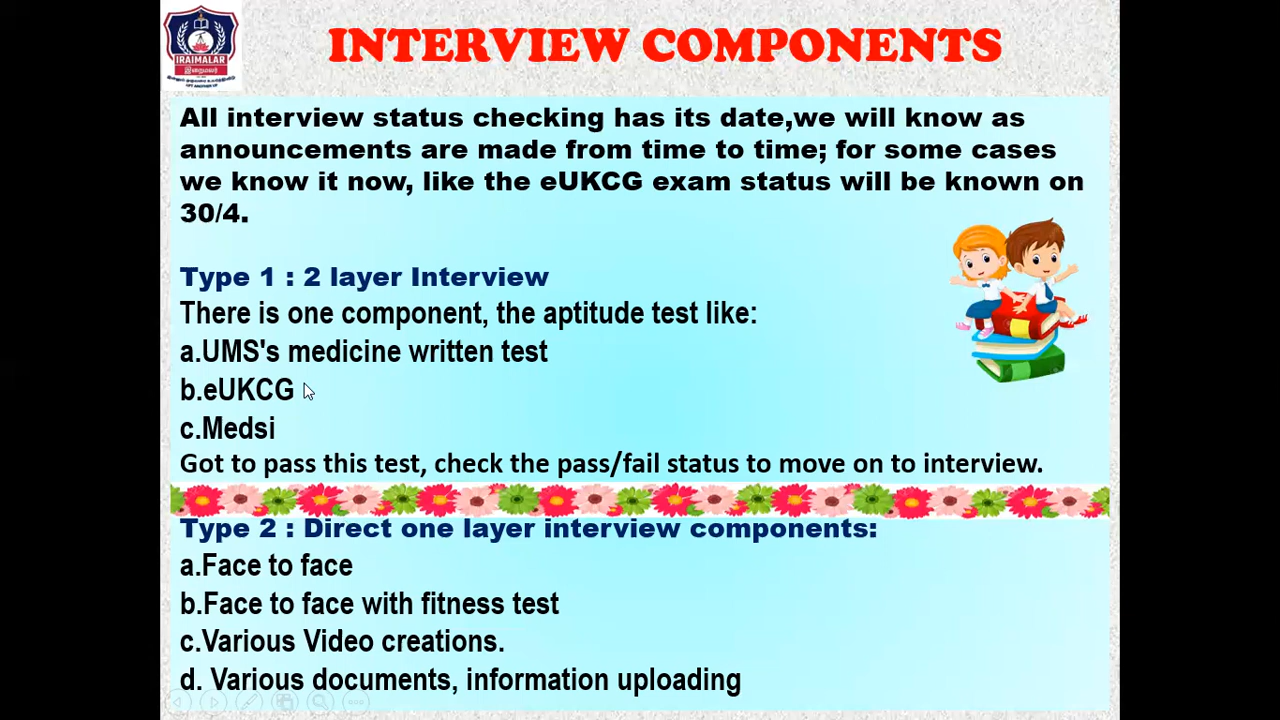 IRAIMALAR
இறைமலர்
INTERVIEW COMPONENTS
All interview status checking has its date,we will know as
announcements are made from time to time; for some cases
we know it now, like the eUKCG exam status will be known on
30/4.
Type 1 : 2 layer Interview
There is one component, the aptitude test like:
a.UMS's medicine written test
b.eUKCG
c.Medsi
Got to pass this test, check the pass/fail status to move on to interview.
Type 2 : Direct one layer interview components:
a.Face to face
b.Face to face with fitness test
c.Various Video creations.
d. Various documents, information uploading